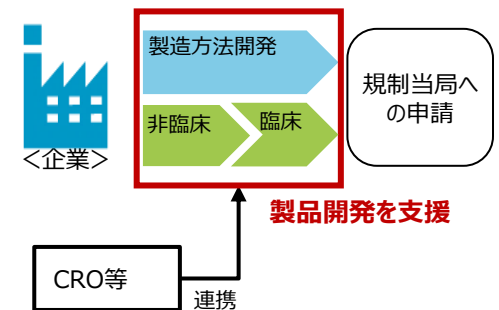 製造方法開発
非臨床
臨床
規制当局へ
の申請
＜企業＞
製品開発を支援
CRO等
連携